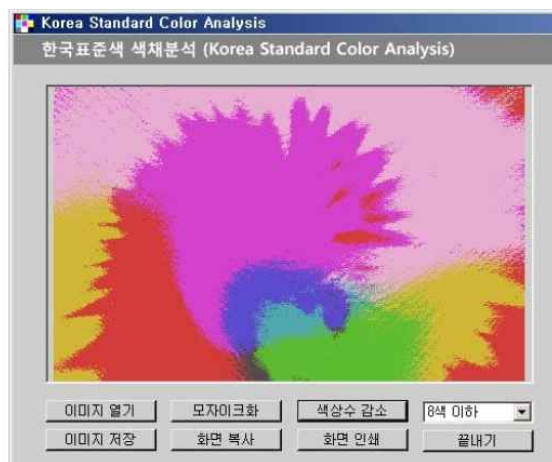 Korea Standard Color Analysis
한국표준색 색채분석 (Korea Standard Color Analysis)
이미지 열기 모자이크화 색상수 감소 8색 이하
이미지 저장 화면 복사 화면 인쇄 끝내기